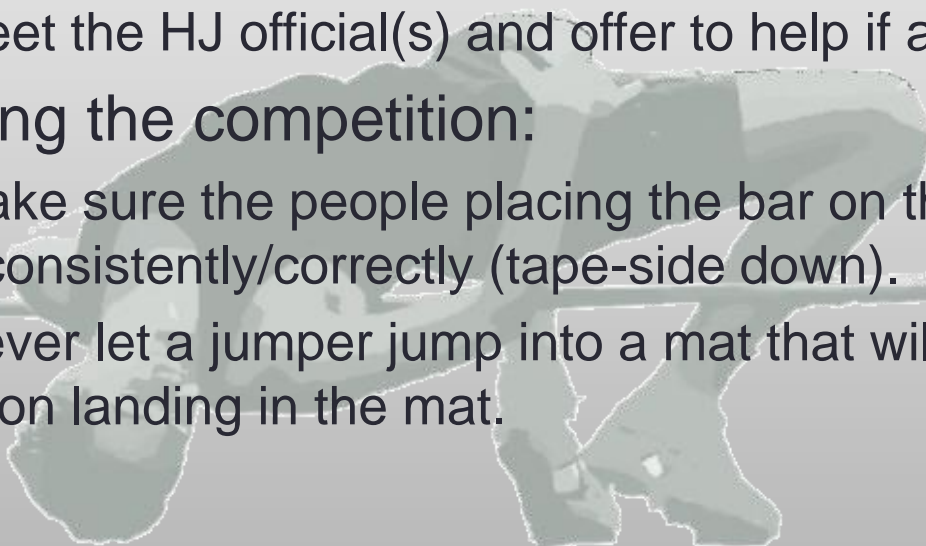 eet the HJ official(s) and offer to help if a
ng the competition:
ake sure the people placing the bar on th
consistently/correctly (tape-side down).
ever let a jumper jump into a mat that wil
on landing in the mat.